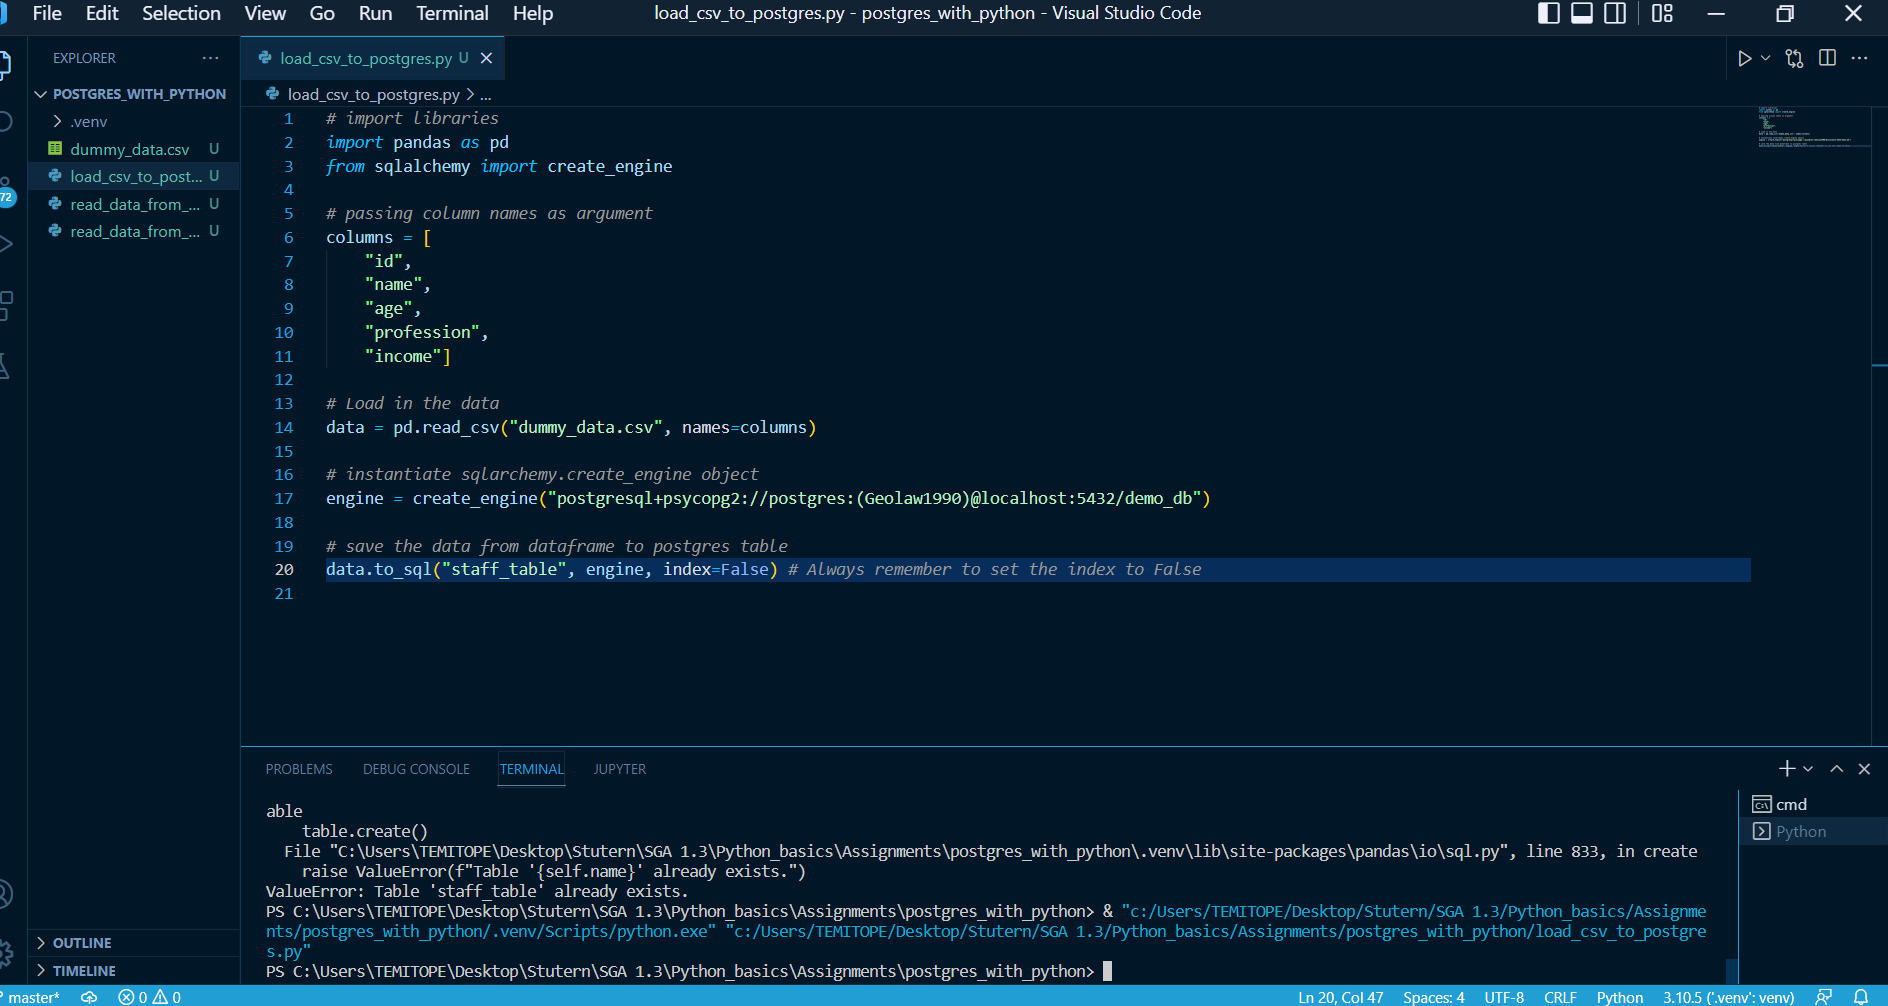 File Edit Selection View Go Run Terminal Help load_csv_to_postgres.py - postgres_with_python - Visual Studio Code
EXPLORER ...
load_csv_to_postgres.py U
POSTGRES_WITH_PYTHON
load_csv_to_postgres.py > ...
.venv
dummy_data.csv U
load_csv_to_post... U
read_data_from_... U
read_data_from_... U
72
1 # import libraries
2 import pandas as pd
3 from sqlalchemy import create_engine
4
5 # passing column names as argument
6 columns = [
7 "id",
8 "name",
9 "age",
10 "profession",
11 "income"]
12
13 # Load in the data
14 data = pd.read_csv("dummy_data.csv", names=columns)
15
16 # instantiate sqlarchemy.create_engine object
17 engine = create_engine("postgresql+psycopg2://postgres:(Geolaw1990)@localhost:5432/demo_db")
18
19 # save the data from dataframe to postgres table
20 data.to_sql("staff_table", engine, index=False) # Always remember to set the index to False
21
PROBLEMS DEBUG CONSOLE TERMINAL JUPYTER
able
table.create()
File "C:\Users\TEMITOPE\Desktop\Stutern\SGA 1.3\Python_basics\Assignments\postgres_with_python\.venv\lib\site-packages\pandas\io\sql.py", line 833, in create
raise ValueError(f"Table '{self.name}' already exists.")
ValueError: Table 'staff_table' already exists.
PS C:\Users\TEMITOPE\Desktop\Stutern\SGA 1.3\Python_basics\Assignments\postgres_with_python> & "c:/Users/TEMITOPE/Desktop/Stutern/SGA 1.3/Python_basics/Assignme
nts/postgres_with_python/.venv/Scripts/python.exe" "c:/Users/TEMITOPE/Desktop/Stutern/SGA 1.3/Python_basics/Assignments/postgres_with_python/load_csv_to_postgre
s.py"
PS C:\Users\TEMITOPE\Desktop\Stutern\SGA 1.3\Python_basics\Assignments\postgres_with_python>
cmd
Python
OUTLINE
TIMELINE
master* 0 0 Ln 20, Col 47 Spaces: 4 UTF-8 CRLF Python 3.10.5 ('.venv': venv)